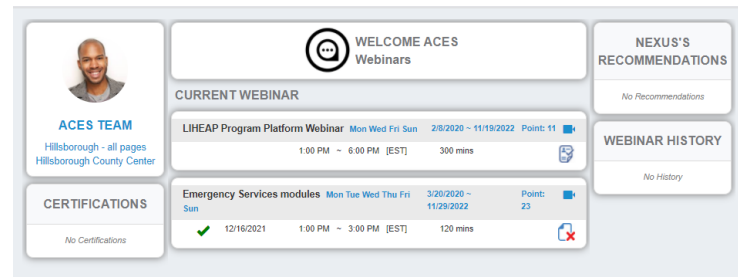 ACES TEAM
Hillsborough - all pages
Hillsborough County Center
CERTIFICATIONS
No Certifications
WELCOME ACES
Webinars
CURRENT WEBINAR
LIHEAP Program Platform Webinar Mon Wed Fri Sun 2/8/2020 ~ 11/19/2022 Point: 11
1:00 PM ~ 6:00 PM [EST] 300 mins
Emergency Services modules Mon Tue Wed Thu Fri 3/20/2020 ~ Point:
Sun 11/29/2022 23
12/16/2021 1:00 PM ~ 3:00 PM [EST] 120 mins
NEXUS'S
RECOMMENDATIONS
No Recommendations
WEBINAR HISTORY
No History